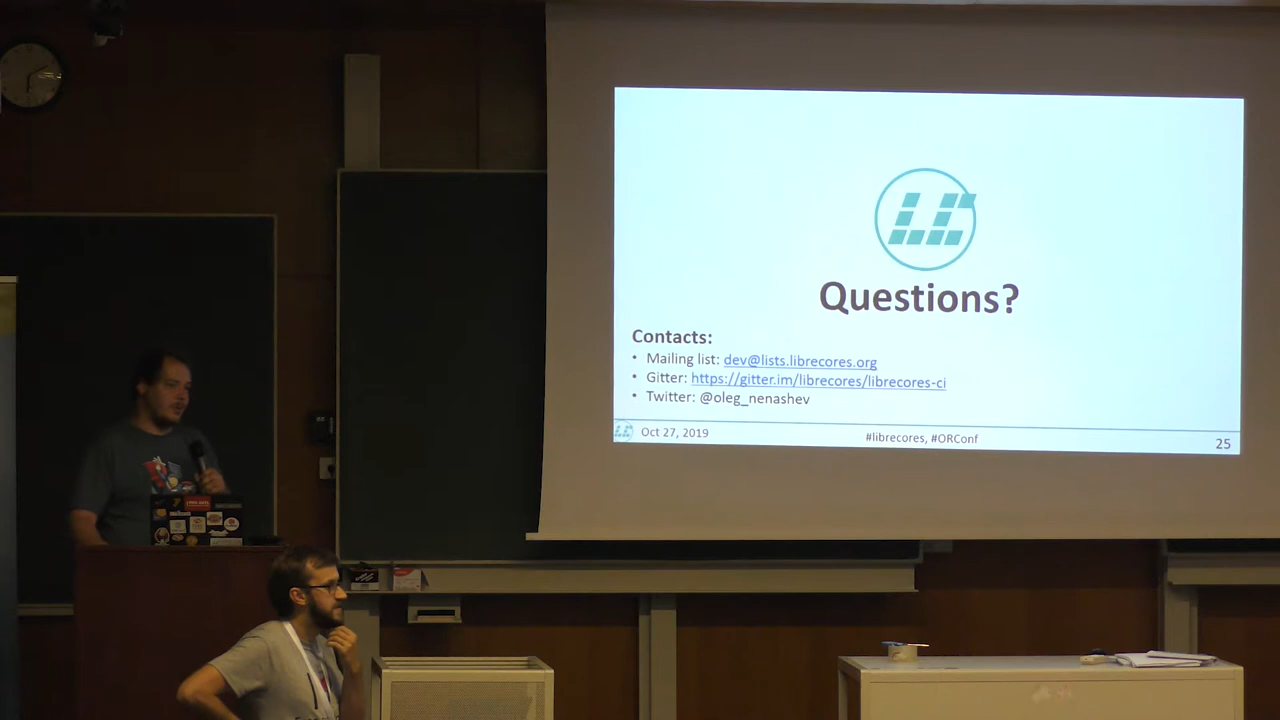 LC
Questions?
Contacts:
• Mailing list: dev@lists.librecores.org
• Gitter: https://gitter.im/librecores/librecores-ci
• Twitter: @oleg_nenashev
Oct 27, 2019
#librecores, #ORConf
25